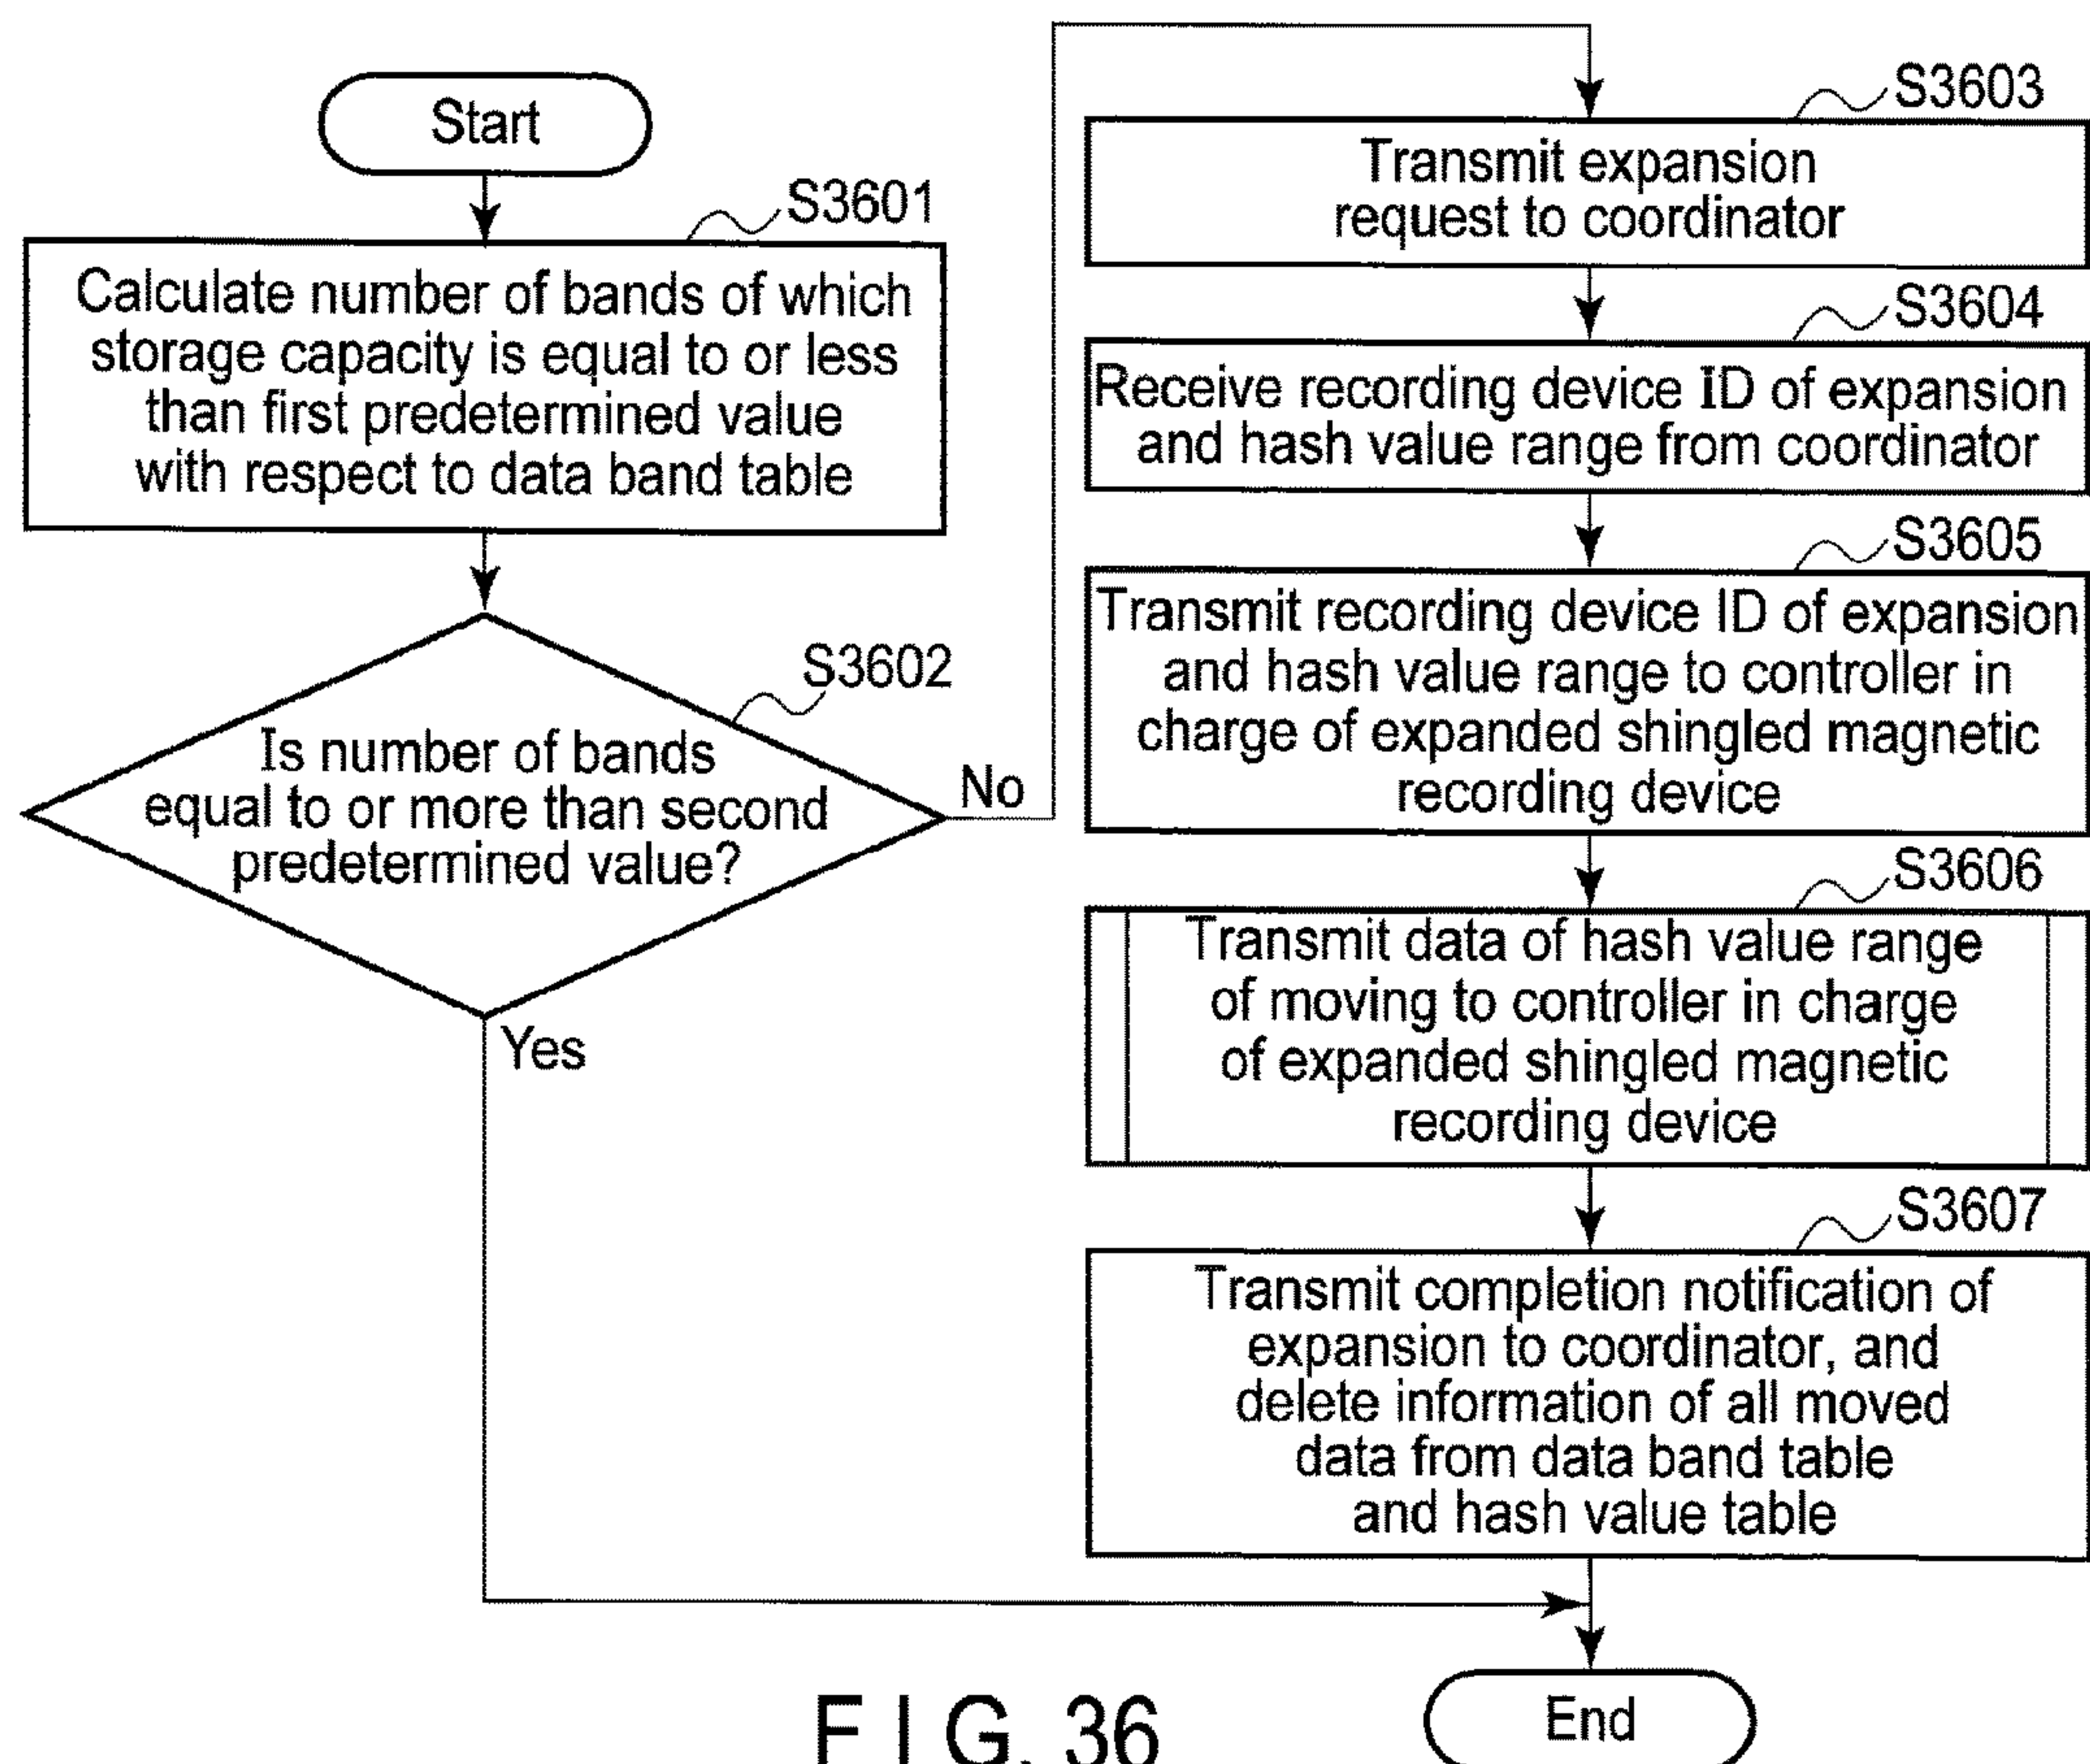 Start
S3601
Calculate number of bands of which
storage capacity is equal to or less
than first predetermined value
with respect to data band table
S3602
Is number of bands
equal to or more than second
predetermined value?
No
Yes
S3603
Transmit expansion
request to coordinator
S3604
Receive recording device ID of expansion
and hash value range from coordinator
S3605
Transmit recording device ID of expansion
and hash value range to controller in
charge of expanded shingled magnetic
recording device
S3606
Transmit data of hash value range
of moving to controller in charge
of expanded shingled magnetic
recording device
S3607
Transmit completion notification of
expansion to coordinator, and
delete information of all moved
data from data band table
and hash value table
End
FIG. 36